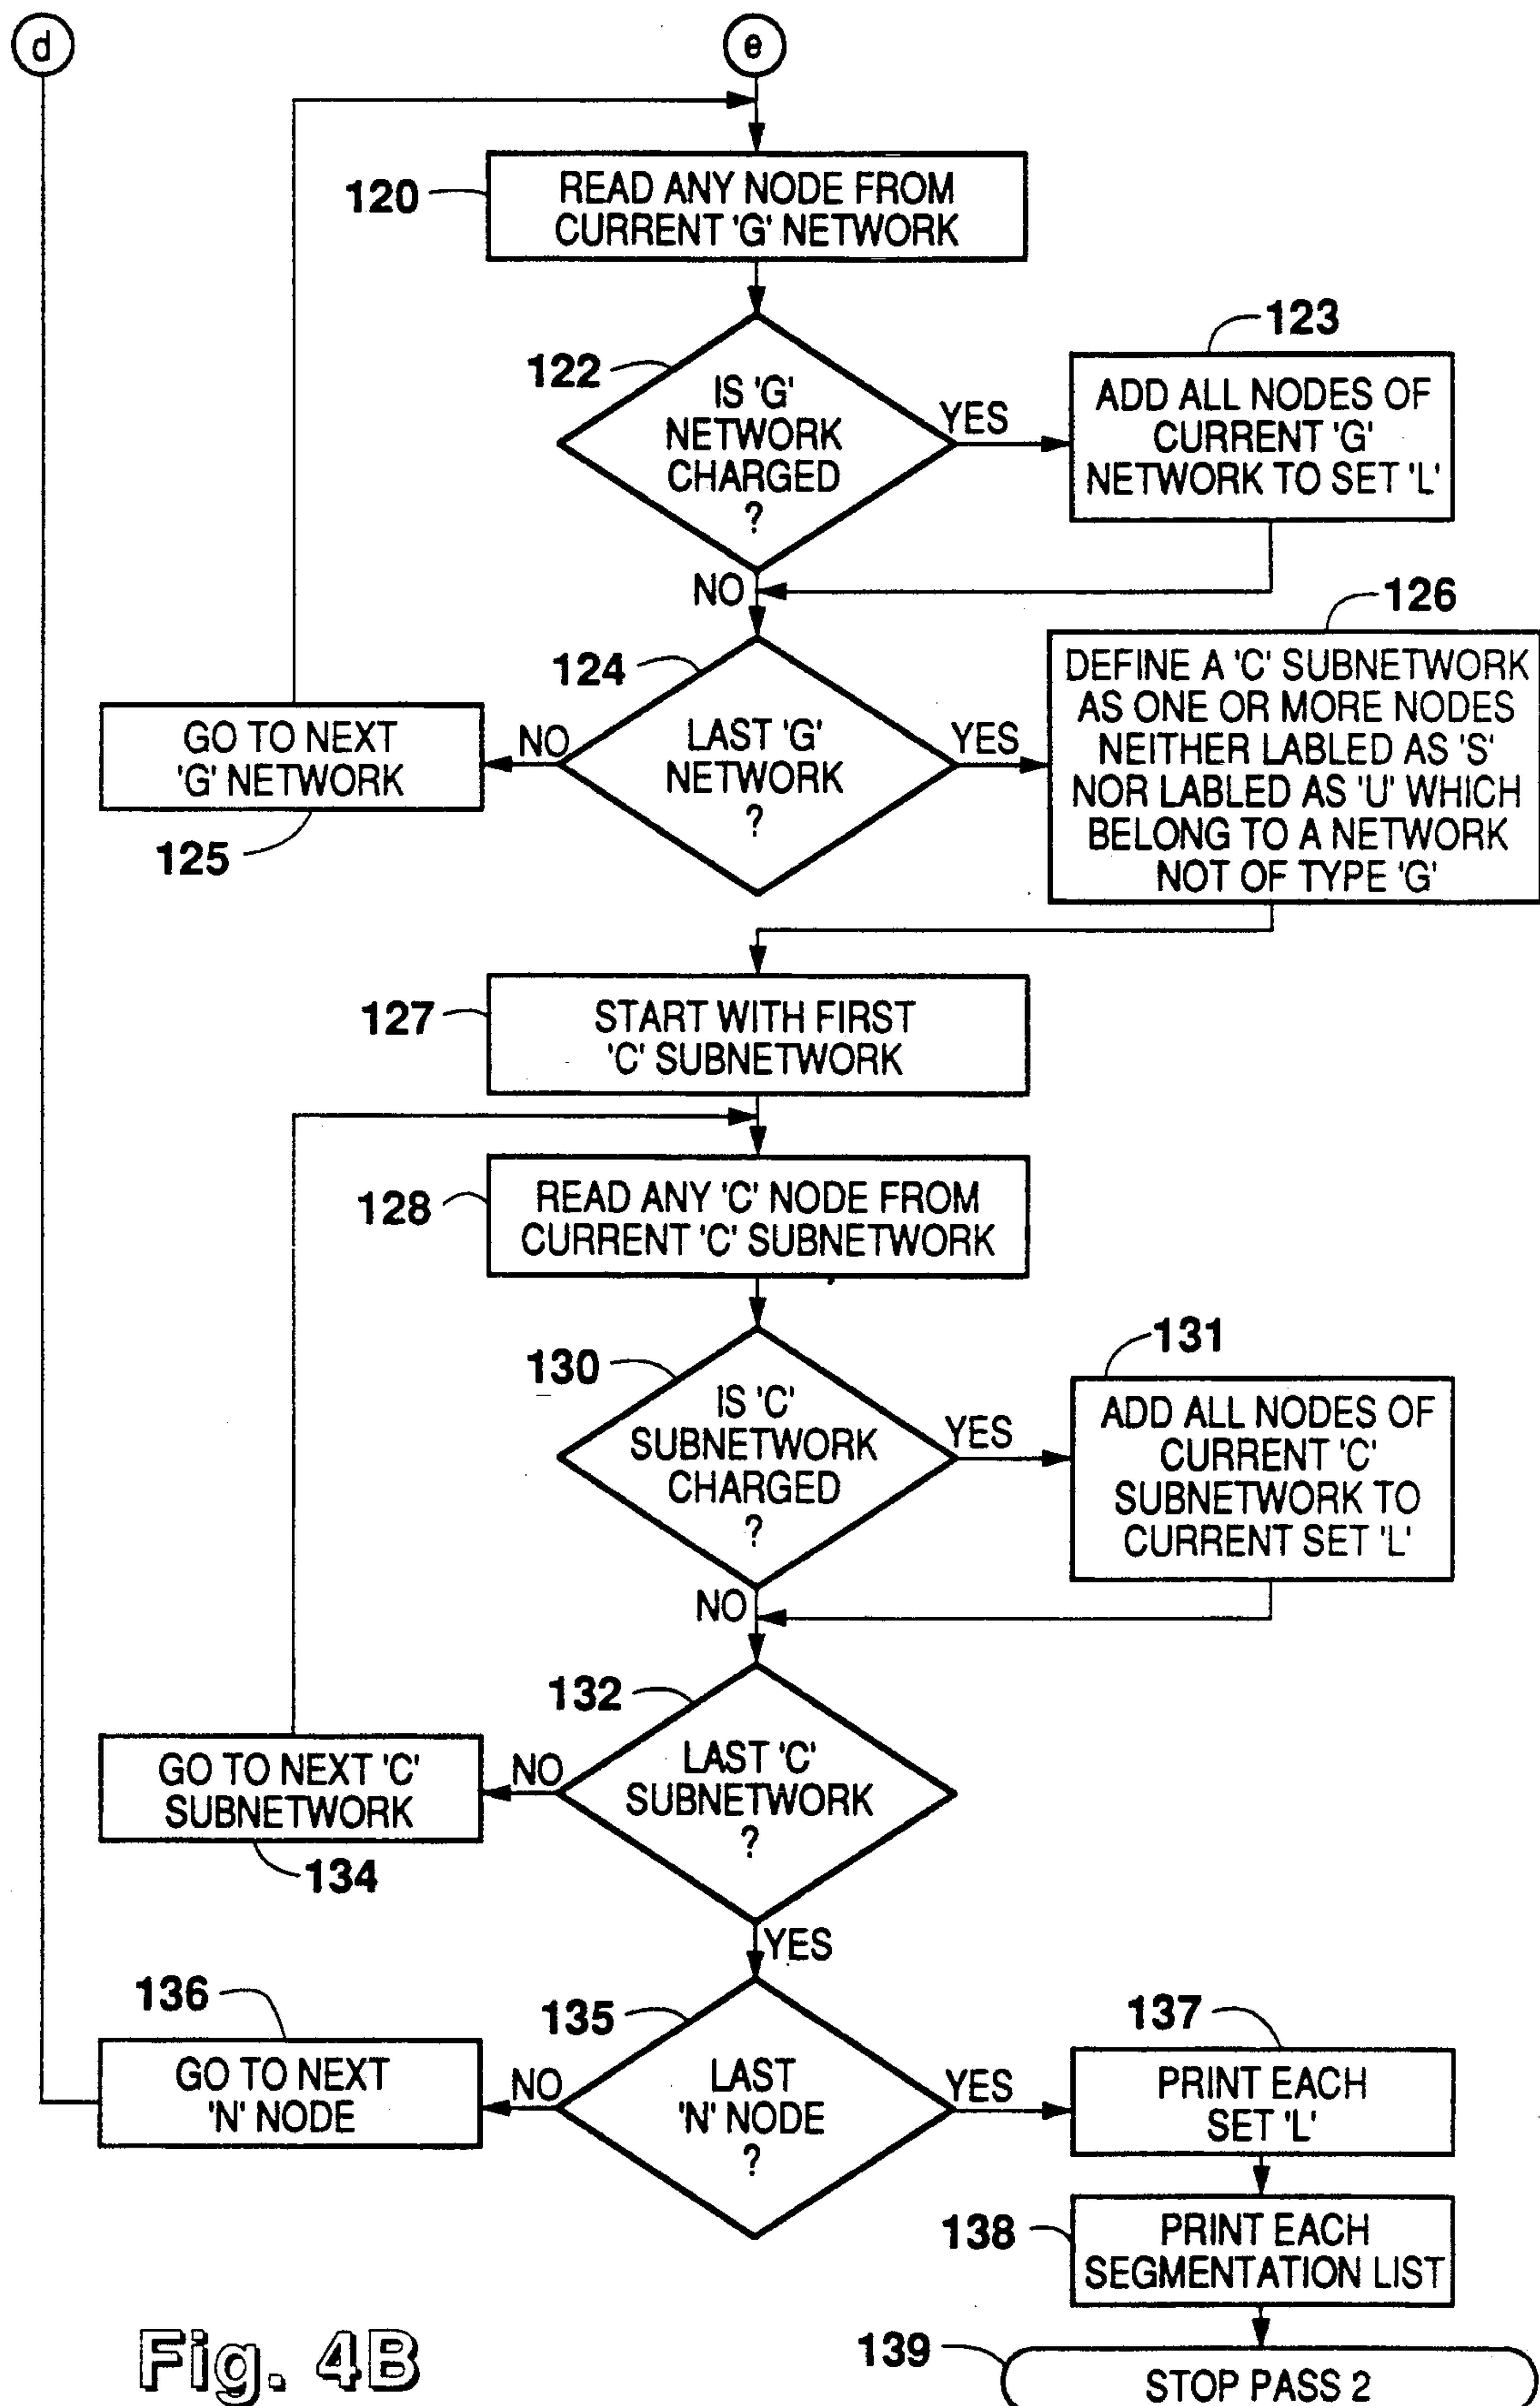 d
e
120
READ ANY NODE FROM
CURRENT 'G' NETWORK
122
IS 'G'
NETWORK
CHARGED
?
YES
123
ADD ALL NODES OF
CURRENT 'G'
NETWORK TO SET 'L'
NO
124
LAST 'G'
NETWORK
?
NO
GO TO NEXT
'G' NETWORK
125
YES
126
DEFINE A 'C' SUBNETWORK
AS ONE OR MORE NODES
NEITHER LABLED AS 'S'
NOR LABLED AS 'U' WHICH
BELONG TO A NETWORK
NOT OF TYPE 'G'
127
START WITH FIRST
'C' SUBNETWORK
128
READ ANY 'C' NODE FROM
CURRENT 'C' SUBNETWORK
130
IS 'C'
SUBNETWORK
CHARGED
?
YES
131
ADD ALL NODES OF
CURRENT 'C'
SUBNETWORK TO
CURRENT SET 'L'
NO
132
LAST 'C'
SUBNETWORK
?
NO
GO TO NEXT 'C'
SUBNETWORK
134
YES
135
LAST
'N' NODE
?
NO
136
GO TO NEXT
'N' NODE
YES
137
PRINT EACH
SET 'L'
138
PRINT EACH
SEGMENTATION LIST
139
STOP PASS 2
Fig. 4B